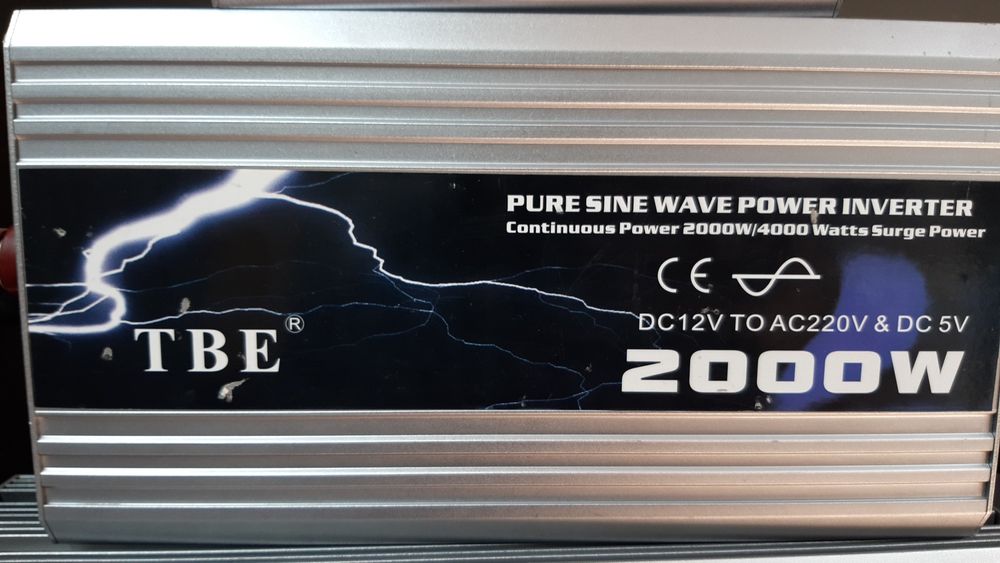 PURE SINE WAVE POWER INVERTER
Continuous Power 2000W/4000 Watts Surge Power
CE
DC12V TO AC220V & DC 5V
TBE®
2000W